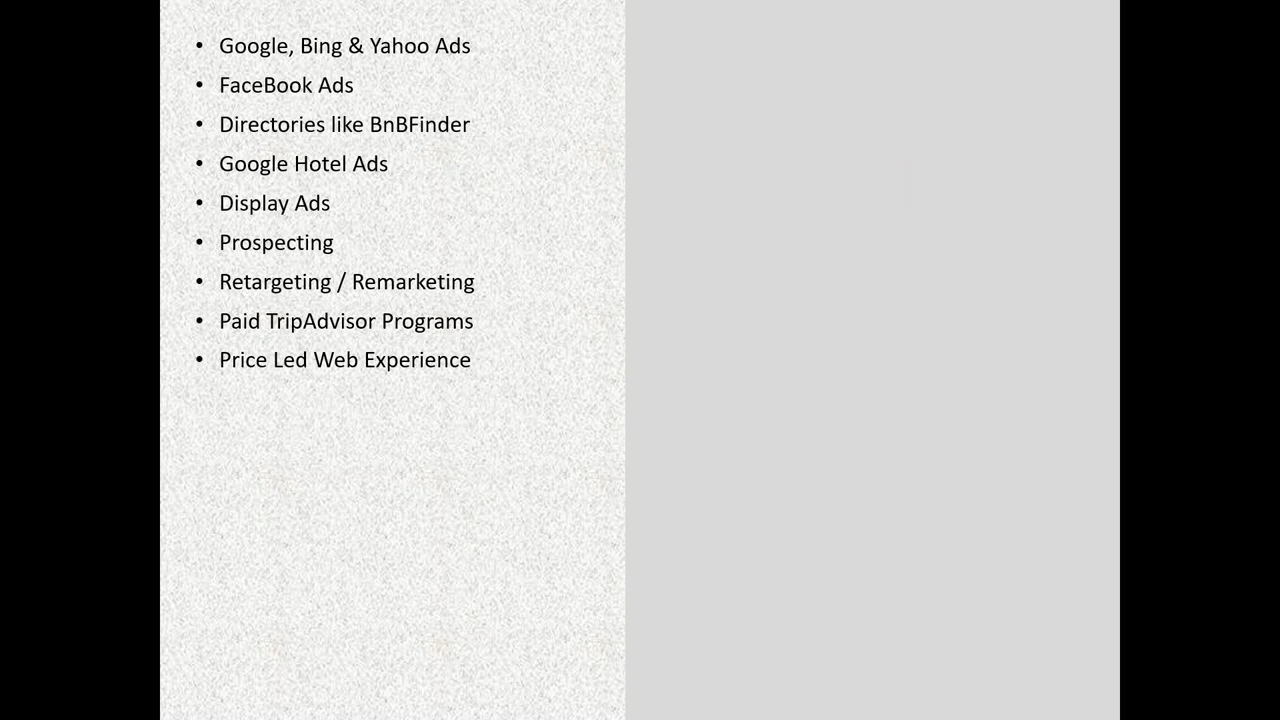 • Google, Bing & Yahoo Ads
• FaceBook Ads
• Directories like BnBFinder
• Google Hotel Ads
• Display Ads
• Prospecting
• Retargeting / Remarketing
• Paid TripAdvisor Programs
• Price Led Web Experience